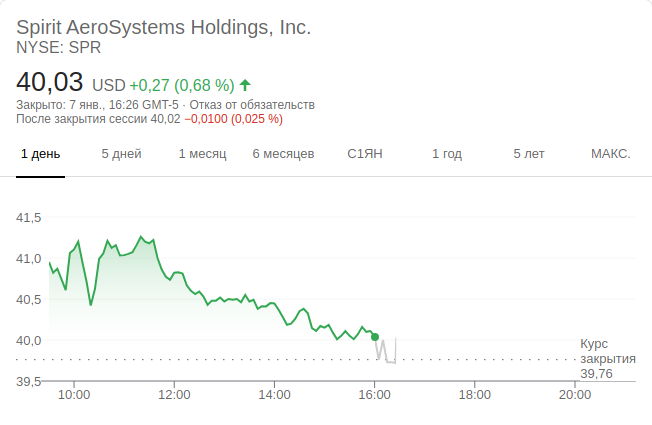 Spirit AeroSystems Holdings, Inc.
NYSE: SPR
40,03 USD +0,27 (0,68 %)
Закрыто: 7 янв., 16:26 GMT-5 · Отказ от обязательств
После закрытия сессии 40,02 −0,0100 (0,025 %)
1 день 5 дней 1 месяц 6 месяцев С1ЯН 1 год 5 лет МАКС.
41,5
41,0
40,5
40,0
Курс
закрытия
39,76
39,5
10:00 12:00 14:00 16:00 18:00 20:00